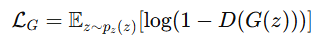 ℒ_G = 𝔼_{z∼p_z(z)}[log(1 − D(G(z)))]